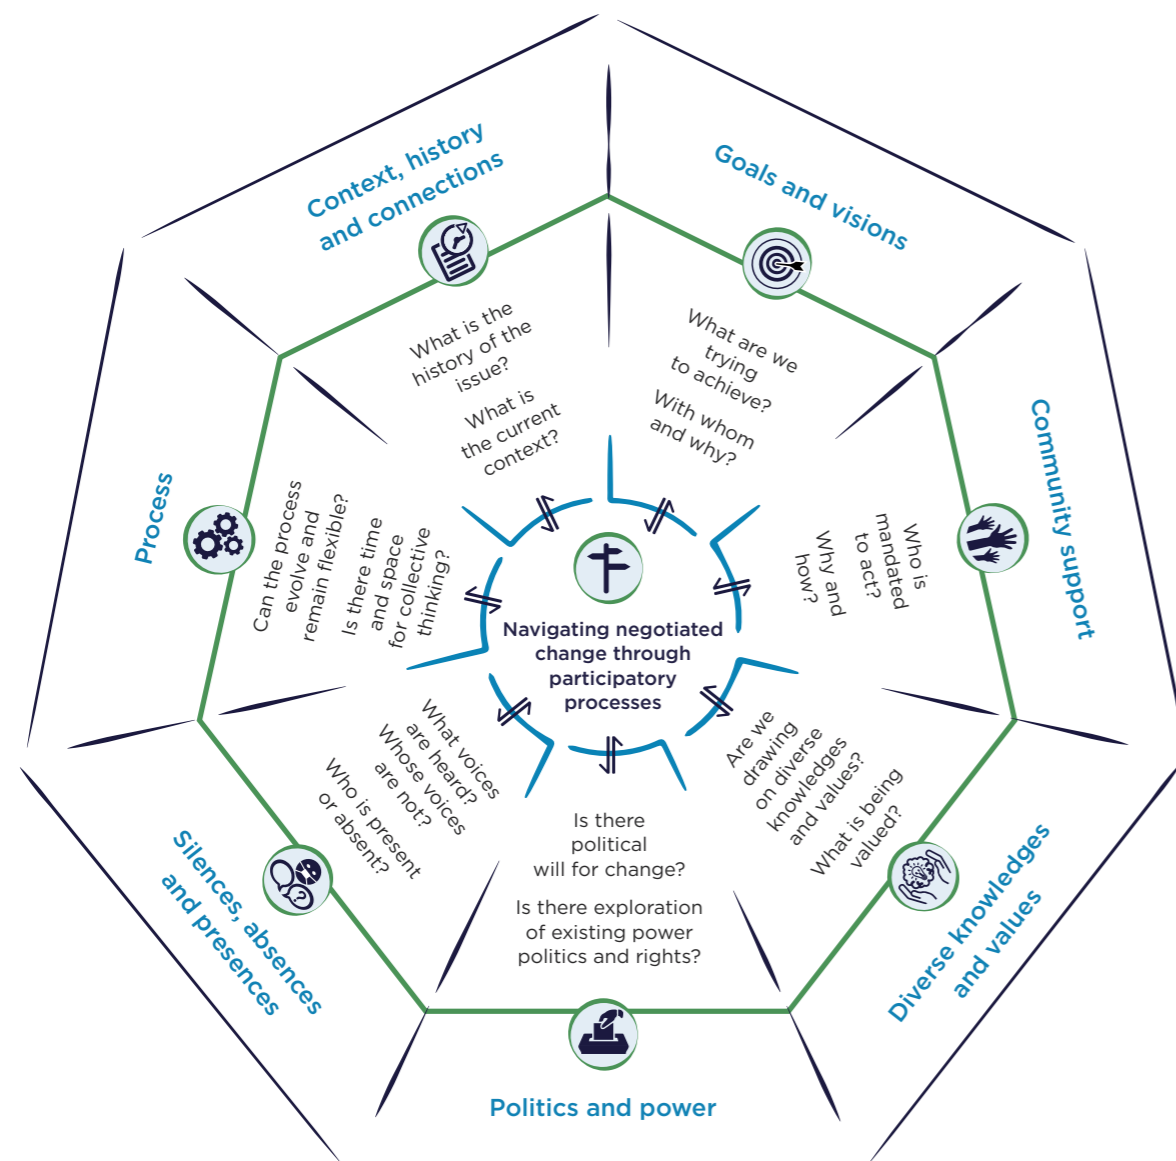 Context, history
and connections
What is the
history of the
issue?
What is
the current
context?
Goals and visions
What are we
trying
to achieve?
With whom
and why?
Community support
Who is
mandated
to act?
Why and
how?
Diverse knowledges
and values
Are we
drawing
on diverse
knowledges
and values?
What is being
valued?
Politics and power
Is there
political
will for change?
Is there exploration
of existing power
politics and rights?
Silences, absences
and presences
What voices
are heard?
Whose voices
are not?
Who is present
or absent?
Process
Can the process
evolve and
remain flexible?
Is there time
and space
for collective
thinking?
Navigating negotiated
change through
participatory
processes
?